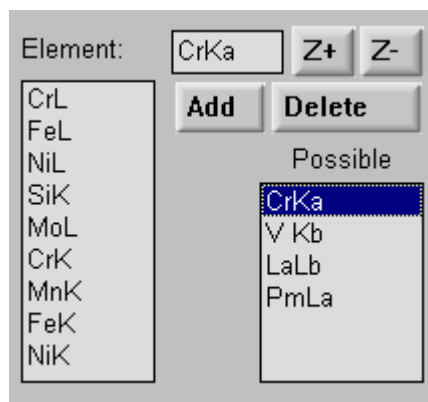 Element: CrKa Z+ Z-
Add Delete
CrL
FeL
NiL
SiK
MoL
CrK
MnK
FeK
NiK
Possible
CrKa
V Kb
LaLb
PmLa